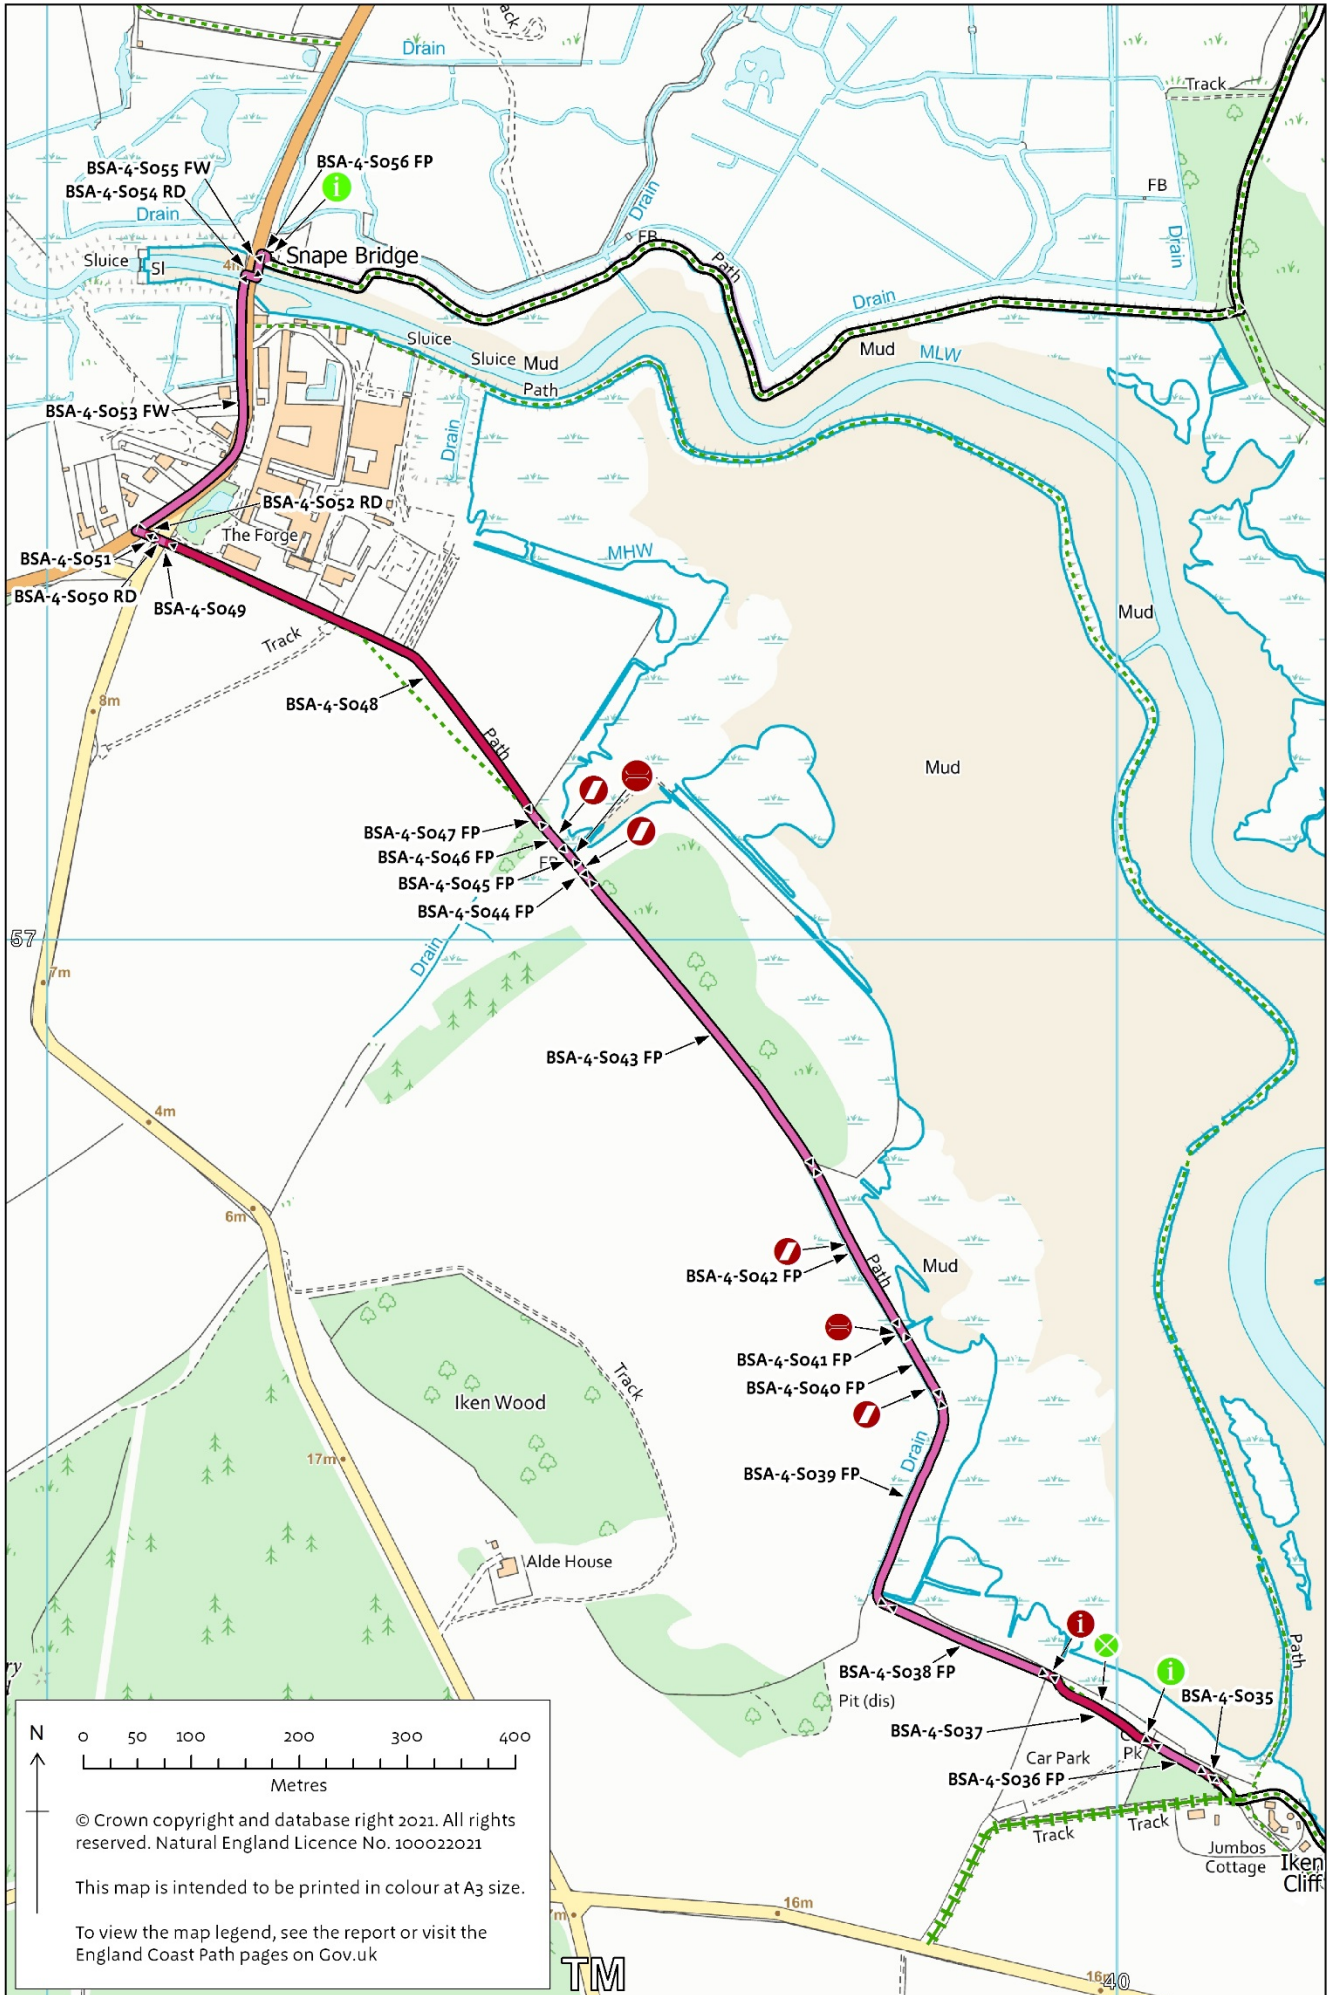 Drain
Track
BSA-4-S055 FW
BSA-4-S056 FP
BSA-4-S054 RD
i
FB
Drain
Drain
Drain
Sluice
SI
Snape Bridge
FB
Path
Drain
Sluice
Sluice
Mud
Path
Mud
MLW
BSA-4-S053 FW
Drain
BSA-4-S052 RD
The Forge
BSA-4-S051
MHW
BSA-4-S050 RD
BSA-4-S049
Mud
Track
8m
BSA-4-S048
Path
Mud
BSA-4-S047 FP
BSA-4-S046 FP
BSA-4-S045 FP
BSA-4-S044 FP
57
Drain
7m
BSA-4-S043 FP
4m
6m
BSA-4-S042 FP
Path
Mud
BSA-4-S041 FP
BSA-4-S040 FP
Track
Iken Wood
17m
Drain
BSA-4-S039 FP
Alde House
i
Path
BSA-4-S038 FP
i
BSA-4-S035
Pit (dis)
BSA-4-S037
Car Park
Pk
BSA-4-S036 FP
Track
Track
Jumbos
Cottage
Iken
Cliff
N
0 50 100 200 300 400
Metres
© Crown copyright and database right 2021. All rights
reserved. Natural England Licence No. 100022021
This map is intended to be printed in colour at A3 size.
To view the map legend, see the report or visit the
England Coast Path pages on Gov.uk
16m
TM
40